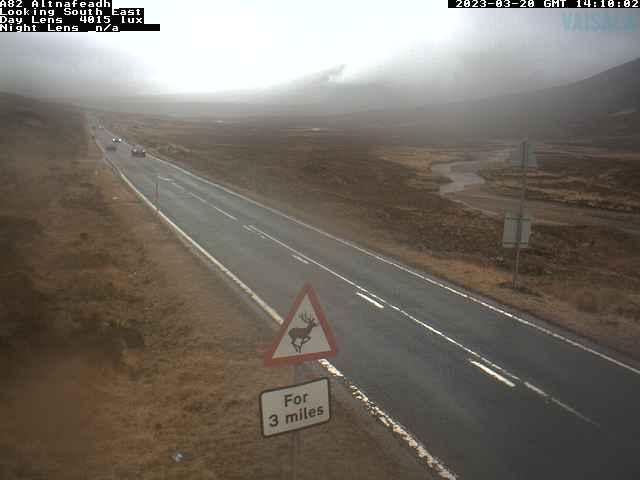 A82 Altnafeadh
Looking South East
Day Lens 4015 lux
Night Lens n/a
2023-03-20 GMT 14:10:02
VAISALA
For
3 miles